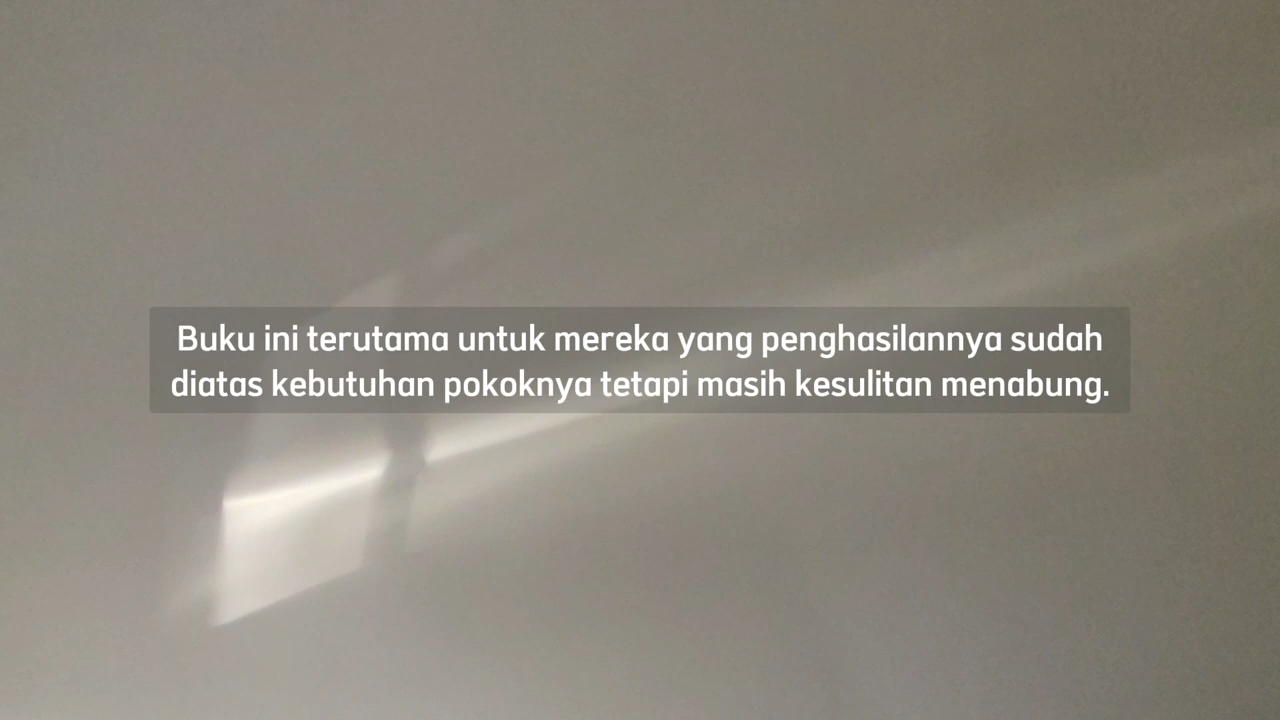 Buku ini terutama untuk mereka yang penghasilannya sudah
diatas kebutuhan pokoknya tetapi masih kesulitan menabung.